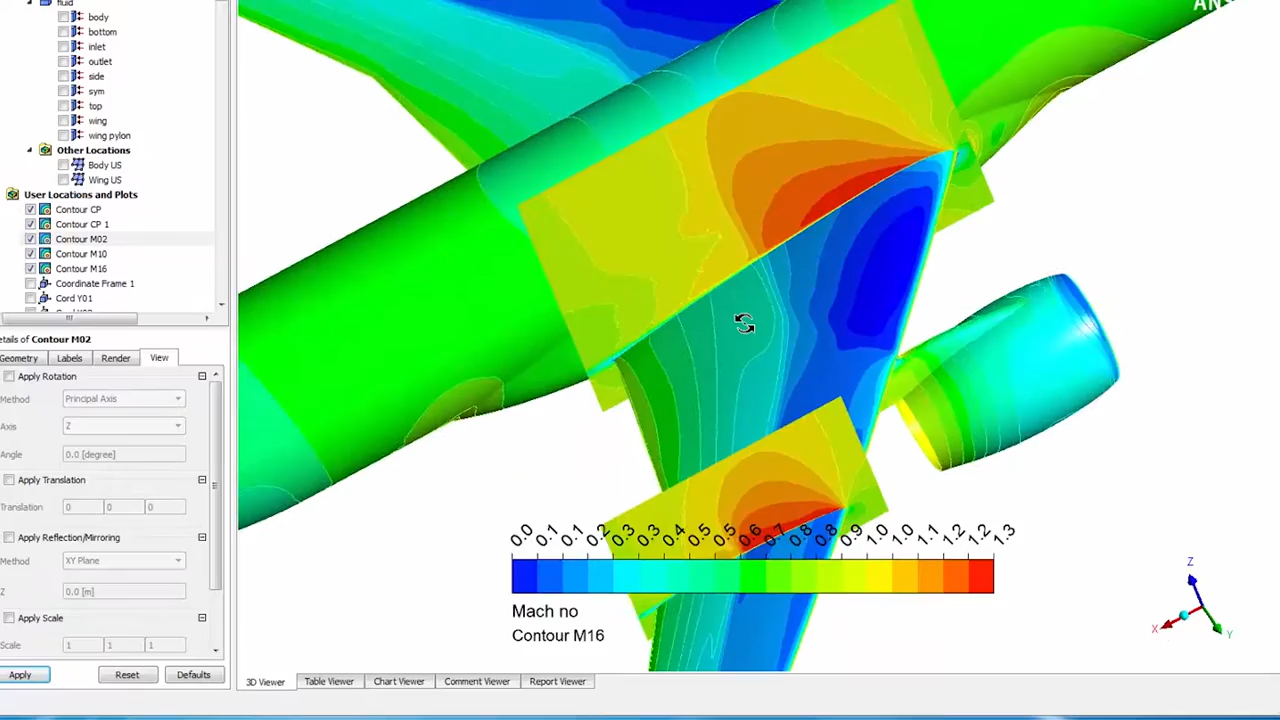 fluid
ANS
body
bottom
inlet
outlet
side
sym
top
wing
wing pylon
Other Locations
Body US
Wing US
User Locations and Plots
Contour CP
Contour CP 1
Contour M02
Contour M10
Contour M16
Coordinate Frame 1
Cord Y01
etails of Contour M02
Geometry Labels Render View
Apply Rotation
Method Principal Axis
Axis Z
Angle 0.0 [degree]
Apply Translation
Translation 0 0 0
Apply Reflection/Mirroring
Method XY Plane
Z 0.0 [m]
Apply Scale
Scale 1 1 1
Apply Reset Defaults
0.0 0.1 0.1 0.2 0.3 0.3 0.4 0.5 0.5 0.6 0.7 0.8 0.8 0.9 1.0 1.0 1.1 1.2 1.2 1.3
Mach no
Contour M16
Z
X
Y
3D Viewer Table Viewer Chart Viewer Comment Viewer Report Viewer